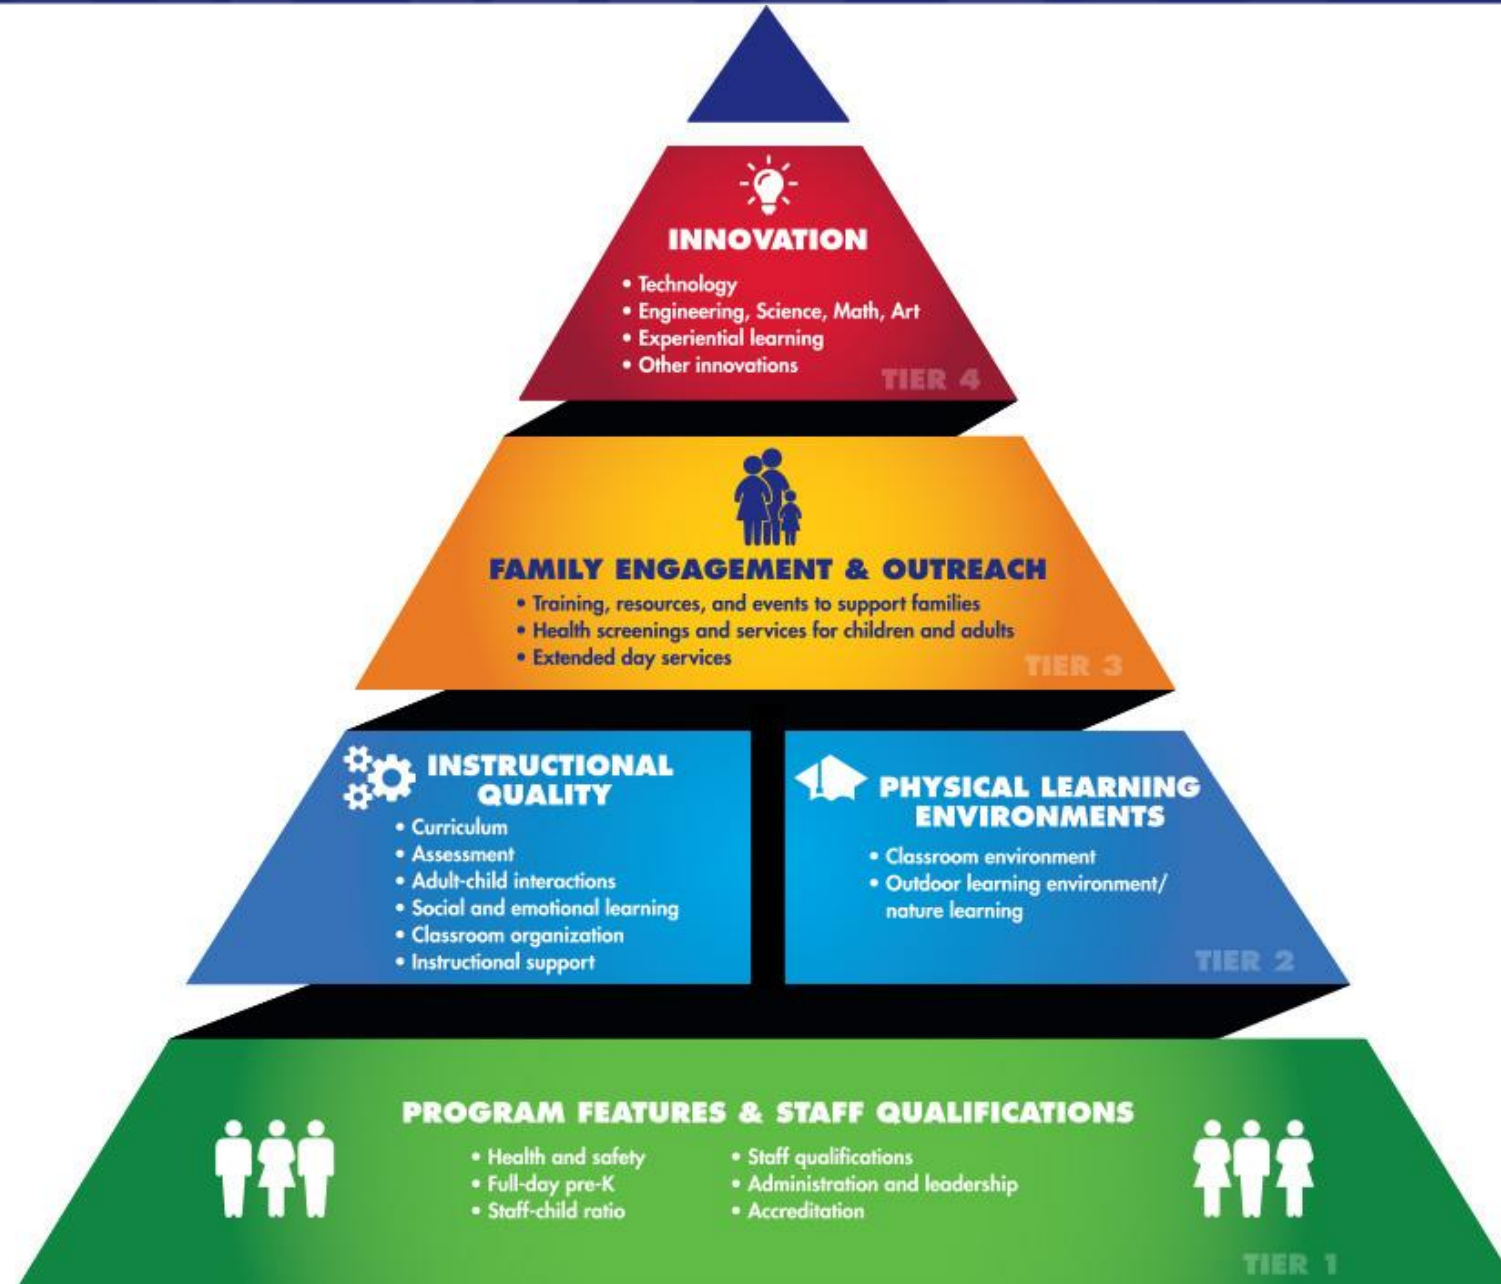 INNOVATION
• Technology
• Engineering, Science, Math, Art
• Experiential learning
• Other innovations
TIER 4
FAMILY ENGAGEMENT & OUTREACH
• Training, resources, and events to support families
• Health screenings and services for children and adults
• Extended day services
TIER 3
INSTRUCTIONAL
QUALITY
• Curriculum
• Assessment
• Adult-child interactions
• Social and emotional learning
• Classroom organization
• Instructional support
PHYSICAL LEARNING
ENVIRONMENTS
• Classroom environment
• Outdoor learning environment/
nature learning
TIER 2
PROGRAM FEATURES & STAFF QUALIFICATIONS
• Health and safety
• Full-day pre-K
• Staff-child ratio
• Staff qualifications
• Administration and leadership
• Accreditation
TIER 1